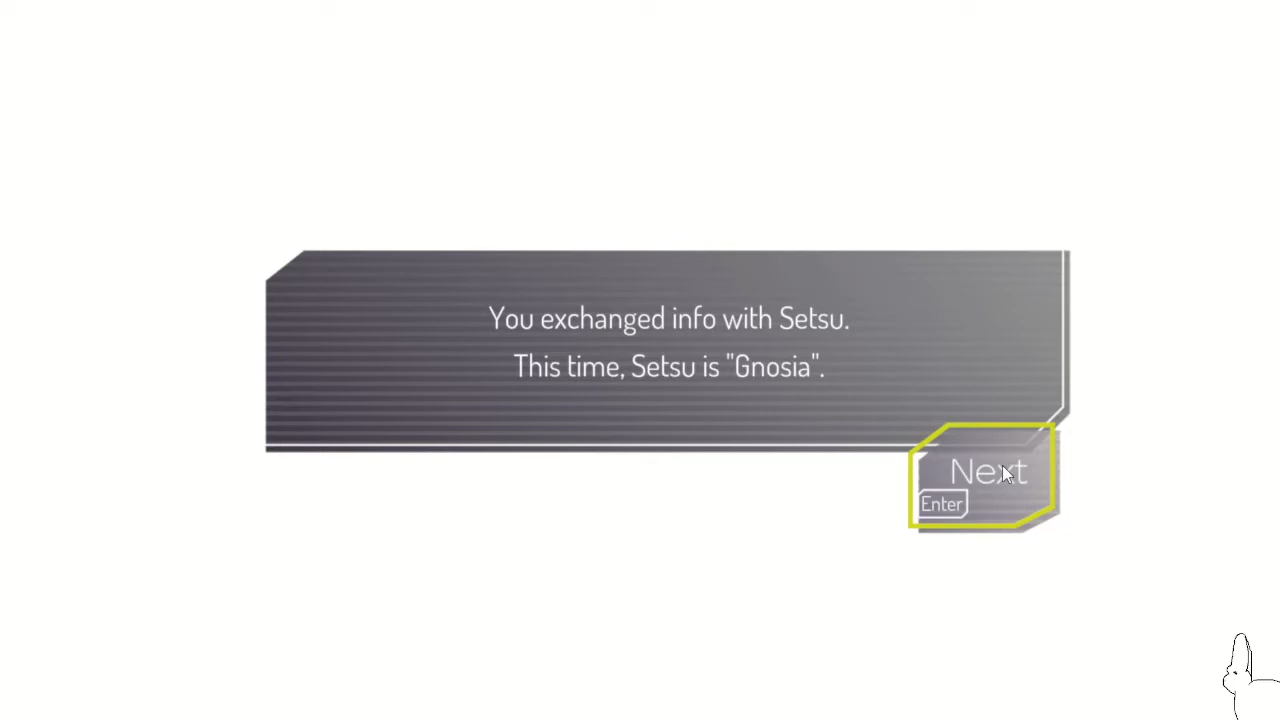 You exchanged info with Setsu.
This time, Setsu is "Gnosia".
Next
Enter